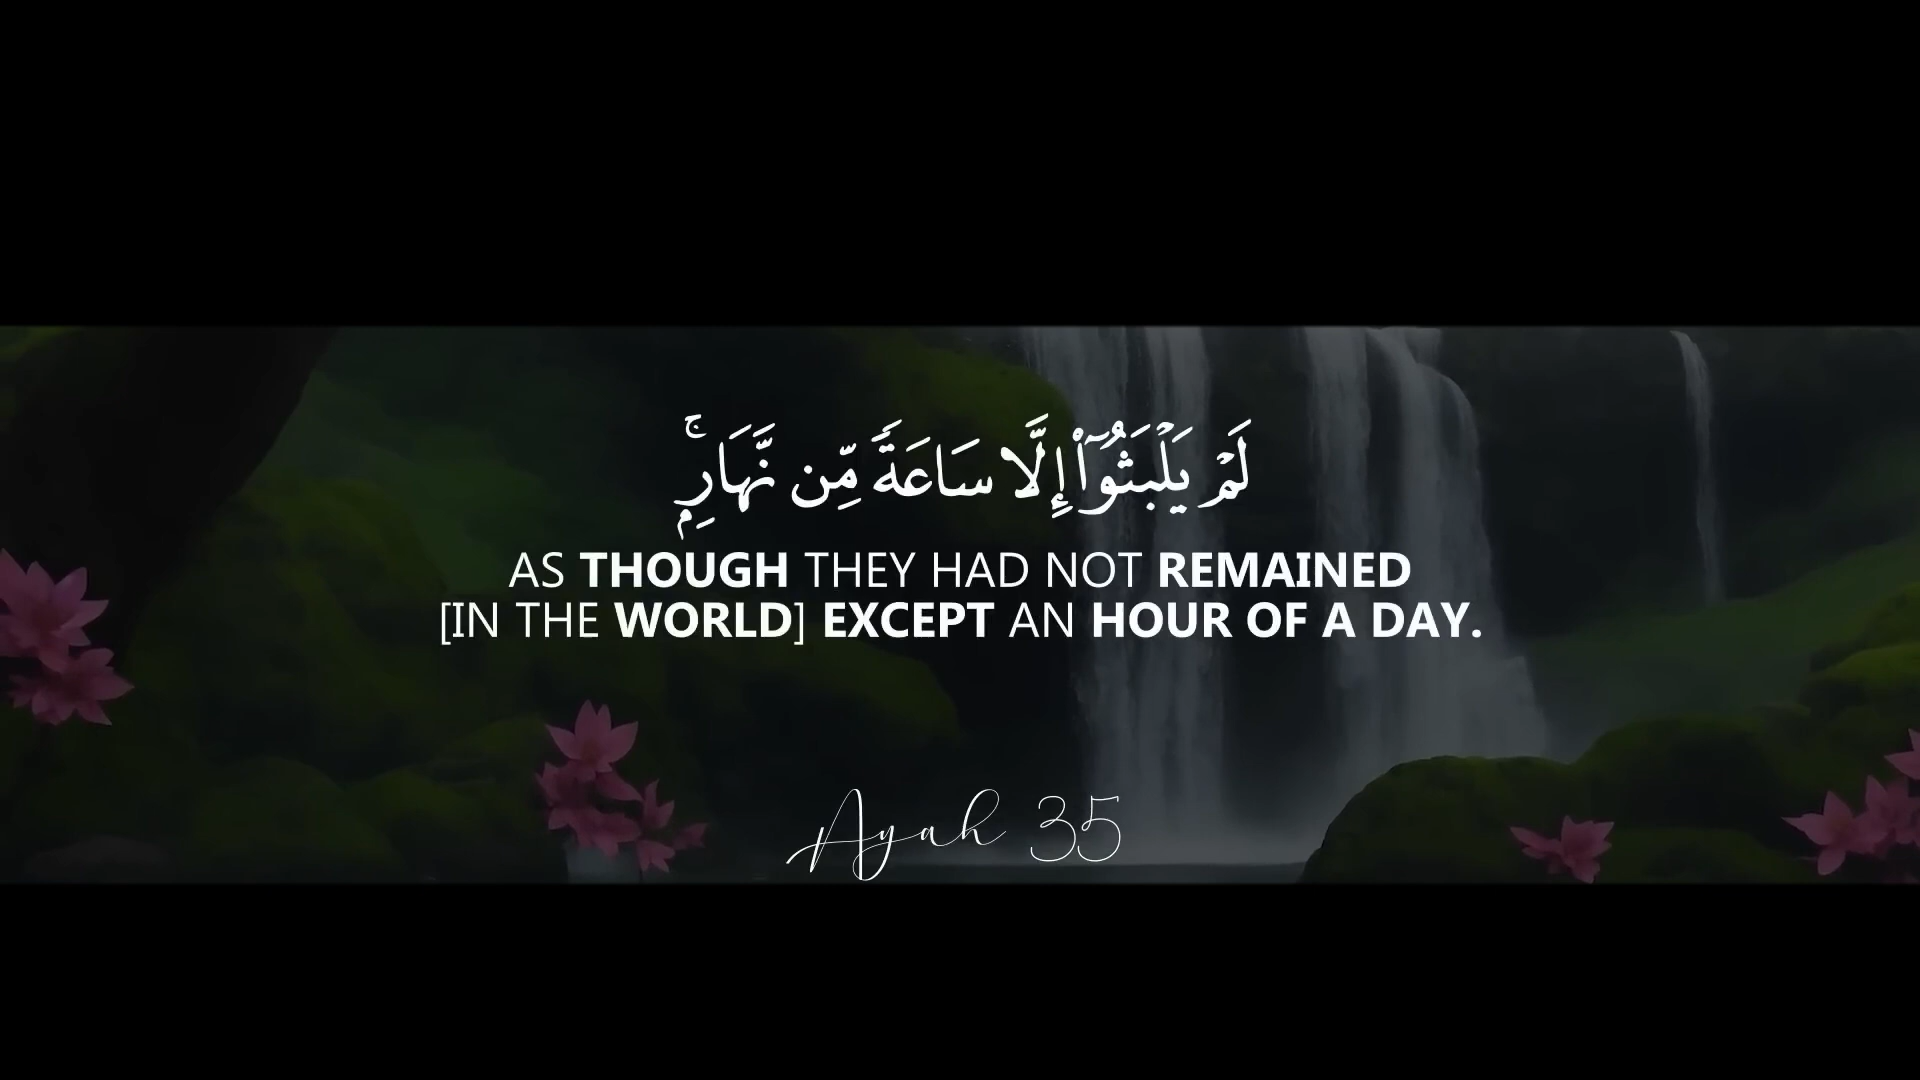 لَمْ يَلْبَثُوٓا۟ إِلَّا سَاعَةً مِّن نَّهَارٍۭ ۚ
AS THOUGH THEY HAD NOT REMAINED
[IN THE WORLD] EXCEPT AN HOUR OF A DAY.
Ayah 35